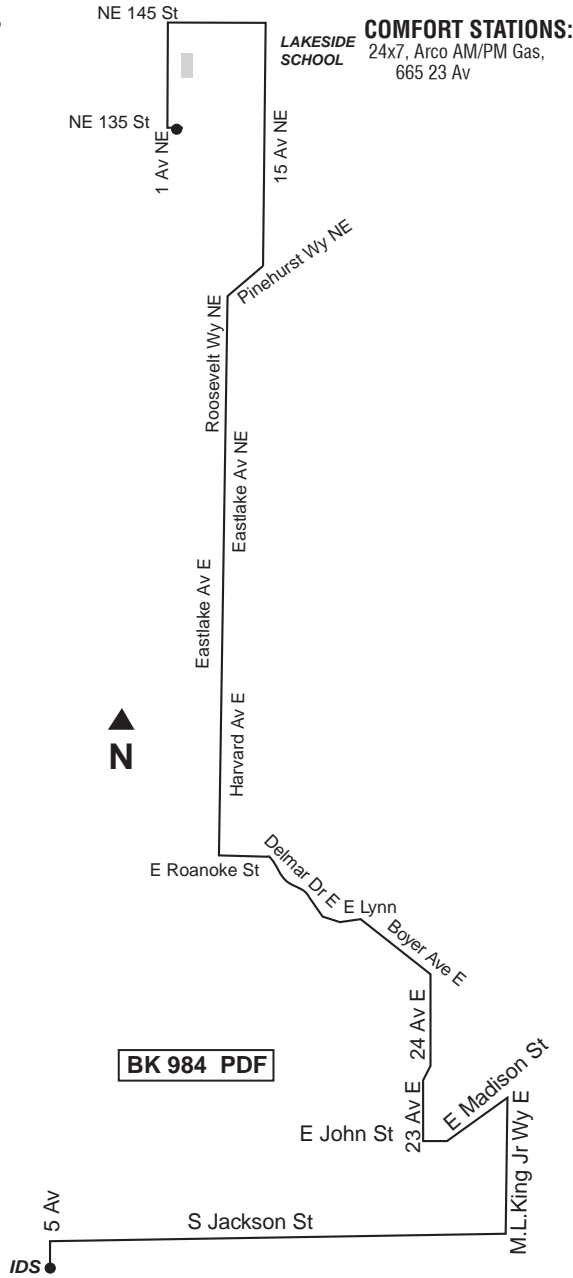 NE 145 St
COMFORT STATIONS:
LAKESIDE
SCHOOL
24x7, Arco AM/PM Gas,
665 23 Av
NE 135 St
1 Av NE
15 Av NE
Pinehurst Wy NE
Roosevelt Wy NE
Eastlake Av NE
Eastlake Av E
Harvard Av E
N
E Roanoke St
Delmar Dr E
E Lynn
Boyer Ave E
24 Av E
BK 984 PDF
23 Av E
E Madison St
E John St
M.L.King Jr Wy E
5 Av
S Jackson St
IDS